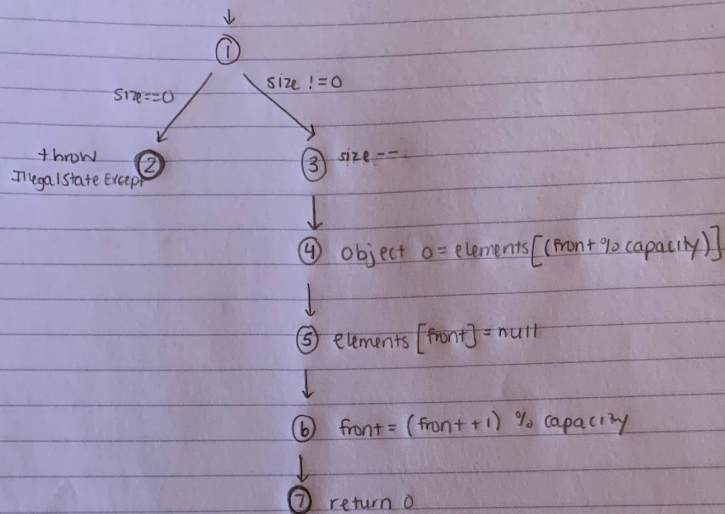 1
size==0
size !=0
throw
IllegalState Except
2
3 size--
4 Object o = elements[(front % capacity)]
5 elements [front] = null
6 front = (front +1) % capacity
7 return o